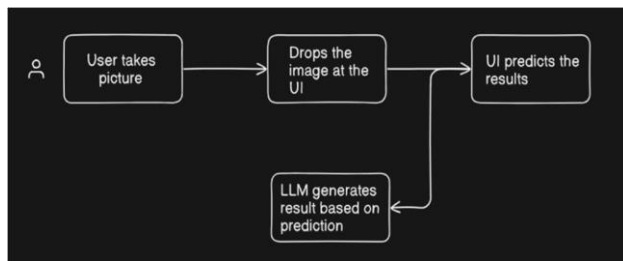 User takes
picture
Drops the
image at the
UI
UI predicts the
results
LLM generates
result based on
prediction